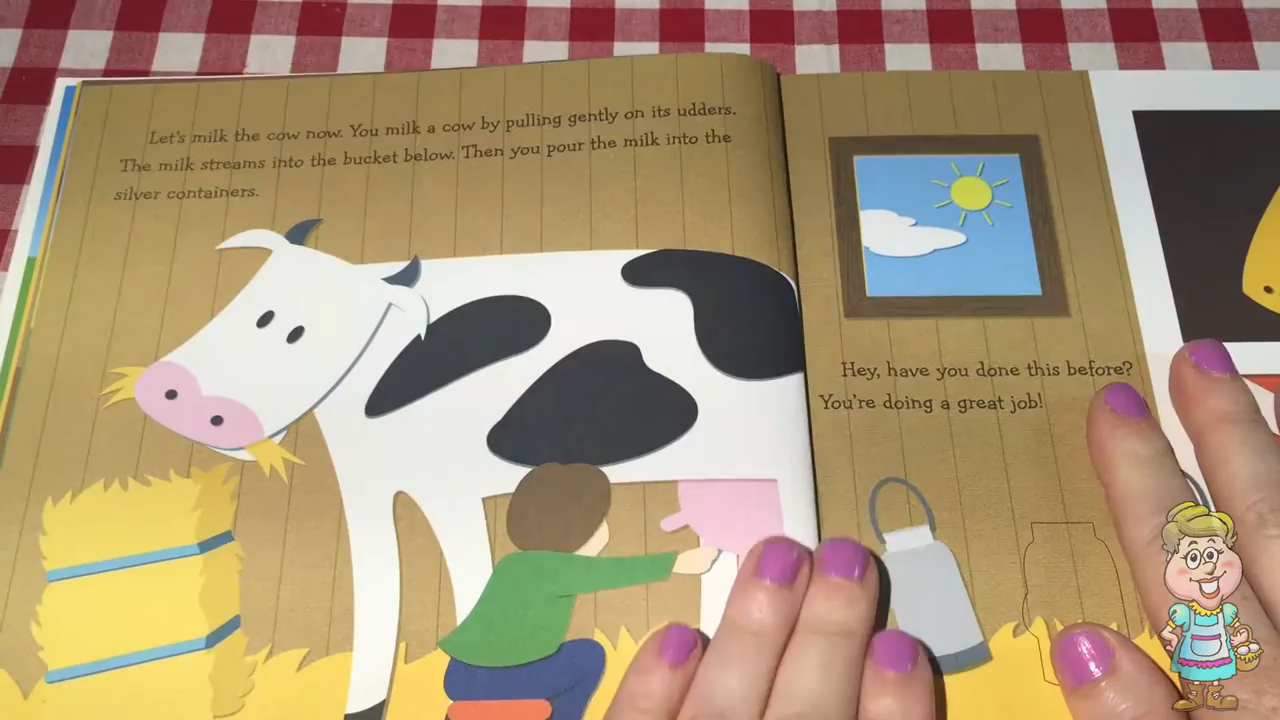 Let's milk the cow now. You milk a cow by pulling gently on its udders.
The milk streams into the bucket below. Then you pour the milk into the
silver containers.
Hey, have you done this before?
You're doing a great job!